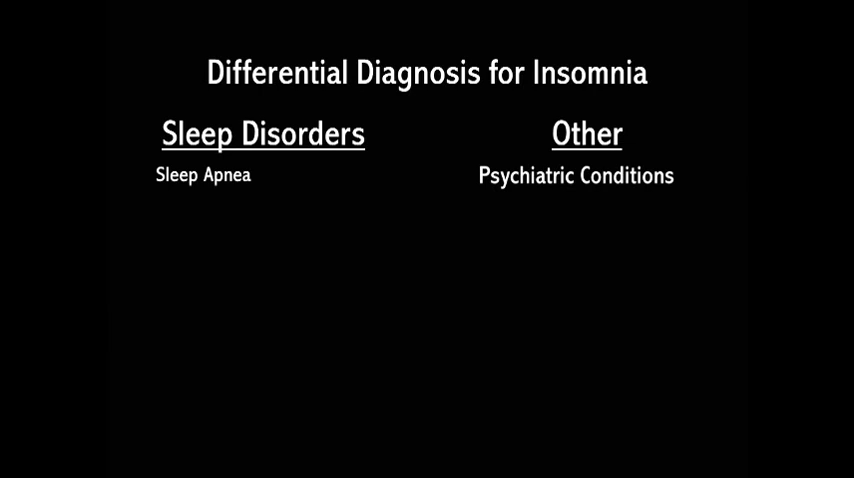 Differential Diagnosis for Insomnia
Sleep Disorders
Other
Sleep Apnea
Psychiatric Conditions